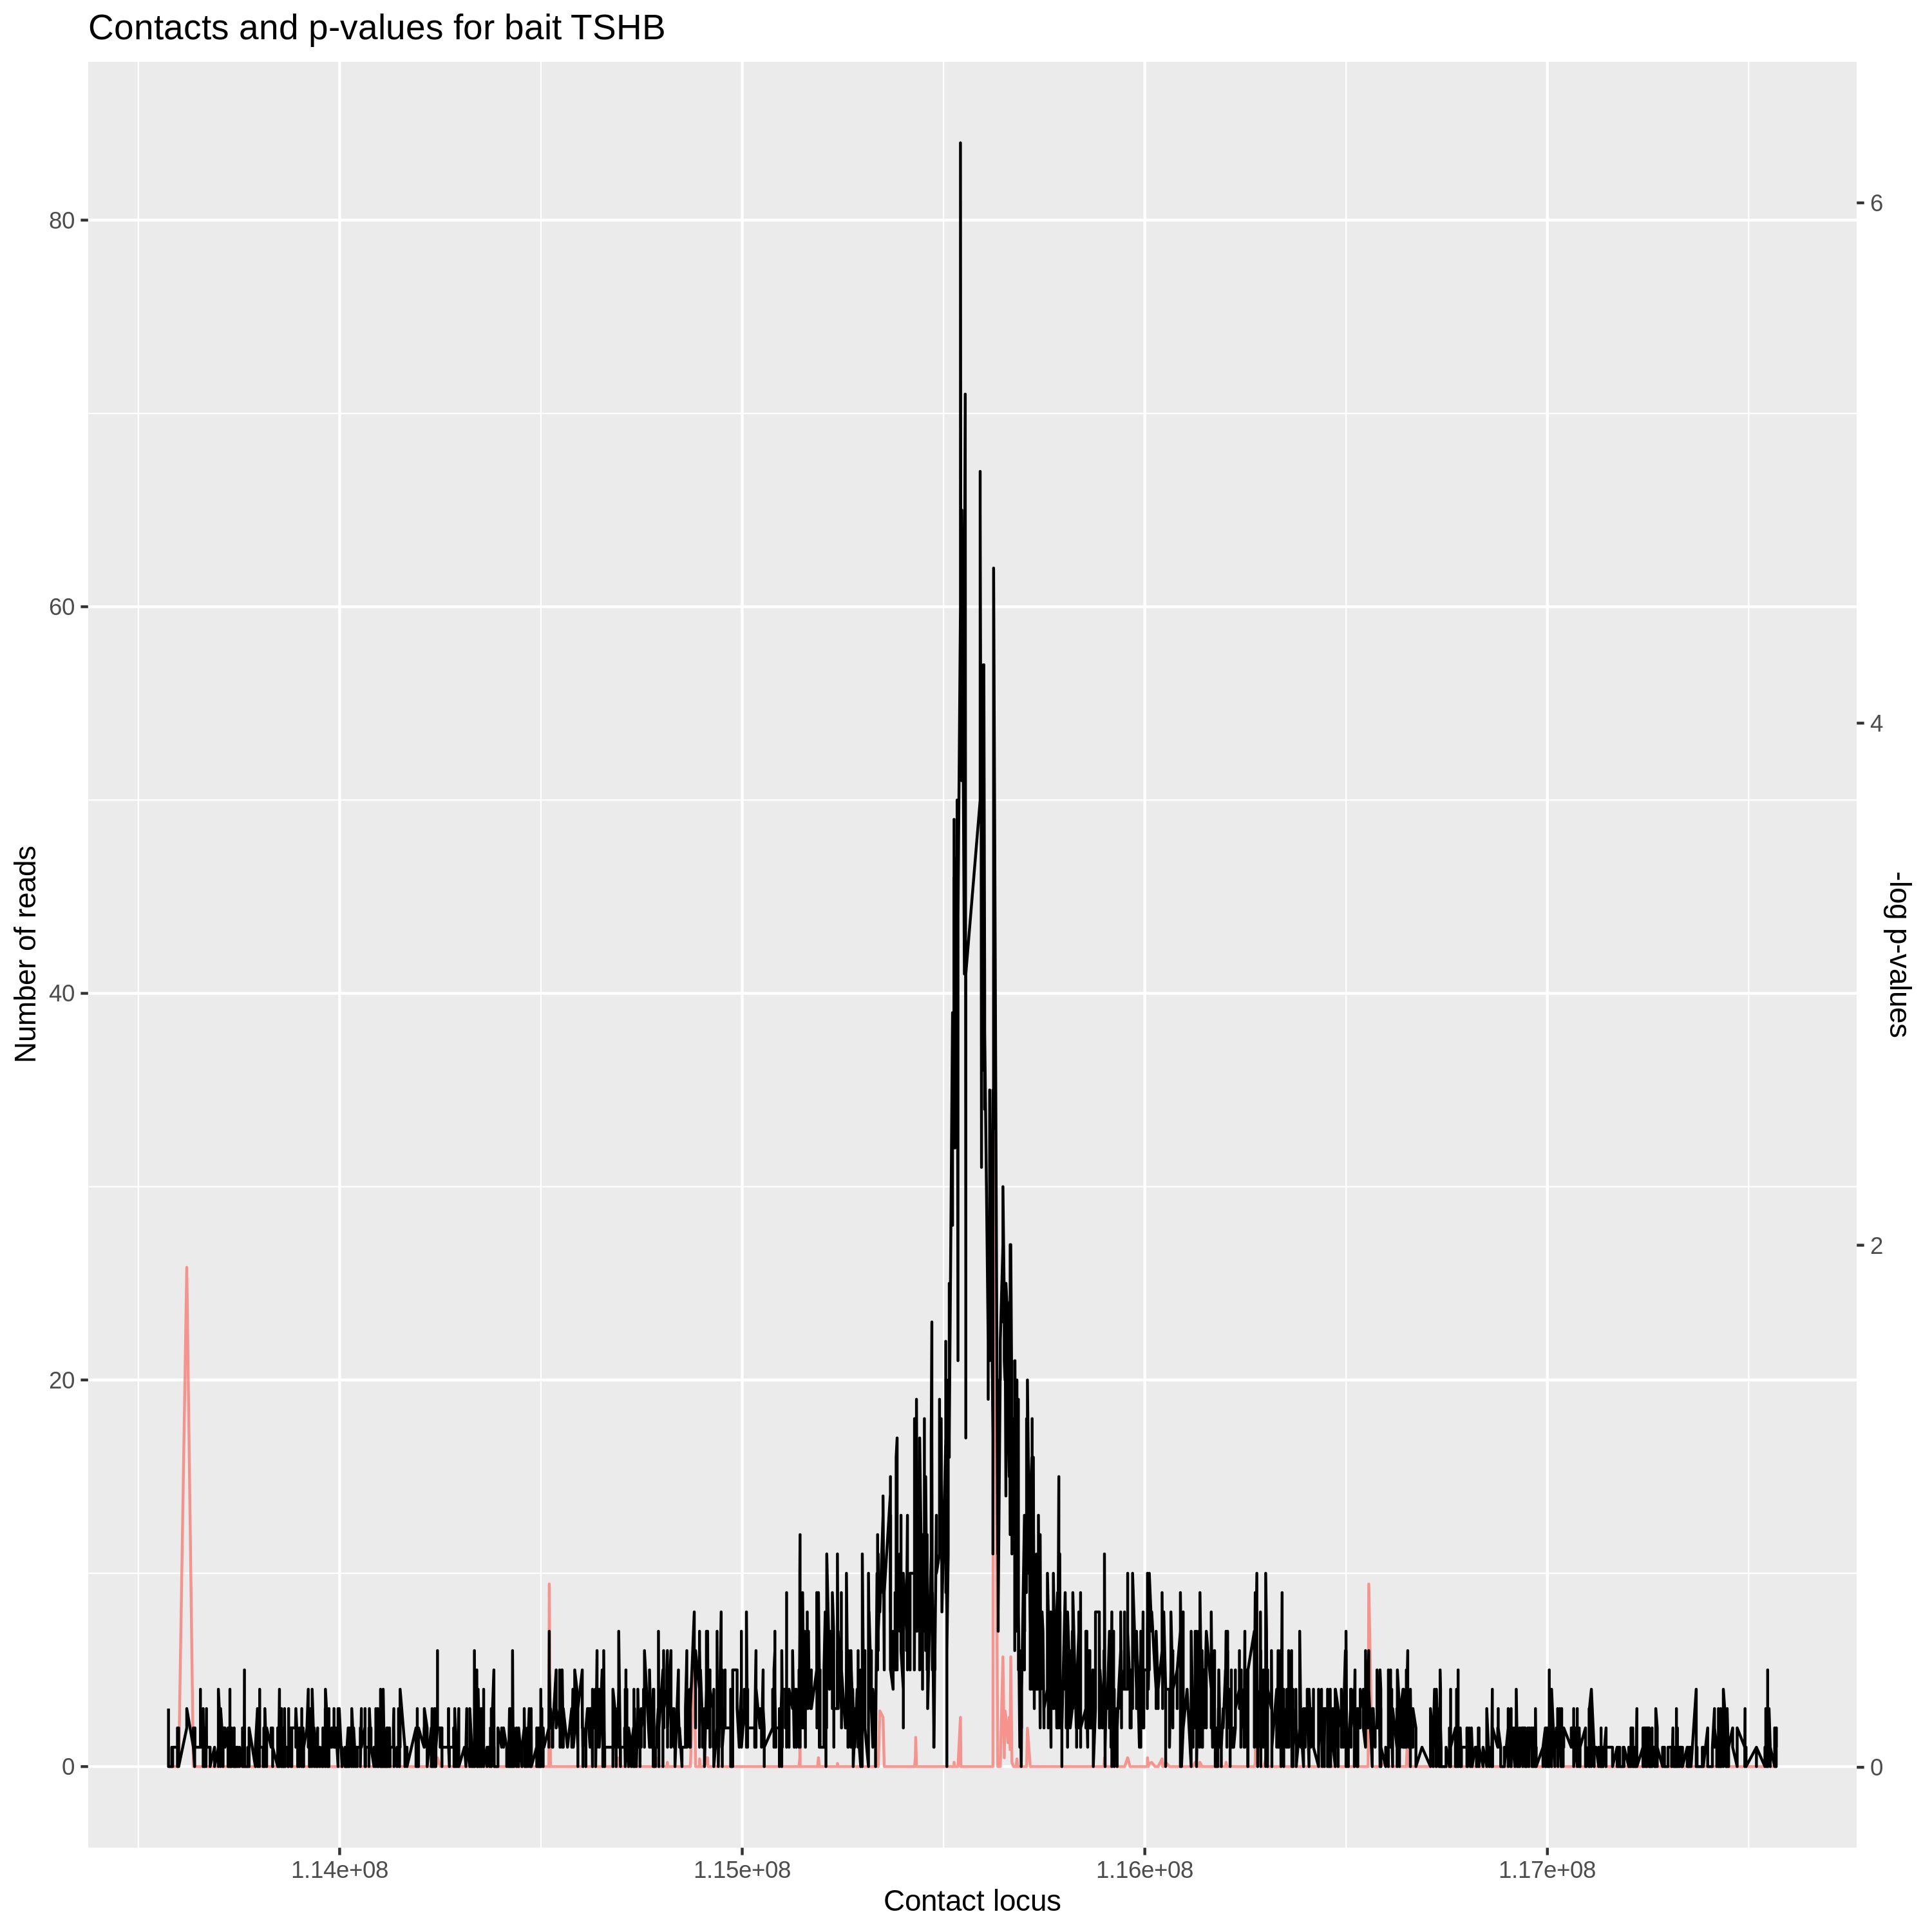 Contacts and p-values for bait TSHB
80
60
40
20
0
Number of reads
6
4
2
0
-log p-values
1.14e+08
1.15e+08
1.16e+08
1.17e+08
Contact locus